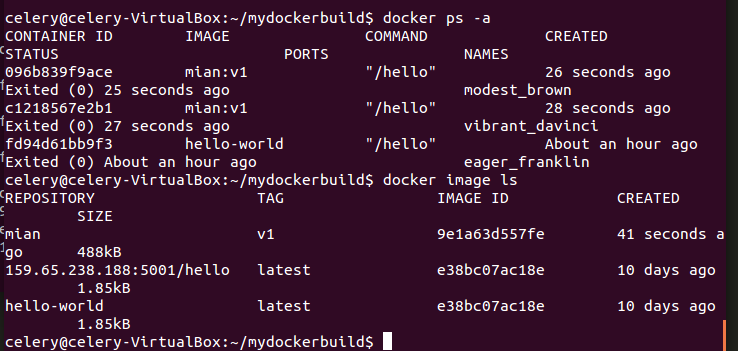 celery@celery-VirtualBox:~/mydockerbuild$ docker ps -a
CONTAINER ID        IMAGE               COMMAND             CREATED
STATUS                         PORTS               NAMES
096b839f9ace        mian:v1             "/hello"            26 seconds ago
Exited (0) 25 seconds ago                          modest_brown
c1218567e2b1        mian:v1             "/hello"            28 seconds ago
Exited (0) 27 seconds ago                          vibrant_davinci
fd94d61bb9f3        hello-world         "/hello"            About an hour ago
Exited (0) About an hour ago                       eager_franklin
celery@celery-VirtualBox:~/mydockerbuild$ docker image ls
REPOSITORY                  TAG                 IMAGE ID            CREATED
        SIZE
mian                        v1                  9e1a63d557fe        41 seconds a
go      488kB
159.65.238.188:5001/hello   latest              e38bc07ac18e        10 days ago
        1.85kB
hello-world                 latest              e38bc07ac18e        10 days ago
        1.85kB
celery@celery-VirtualBox:~/mydockerbuild$